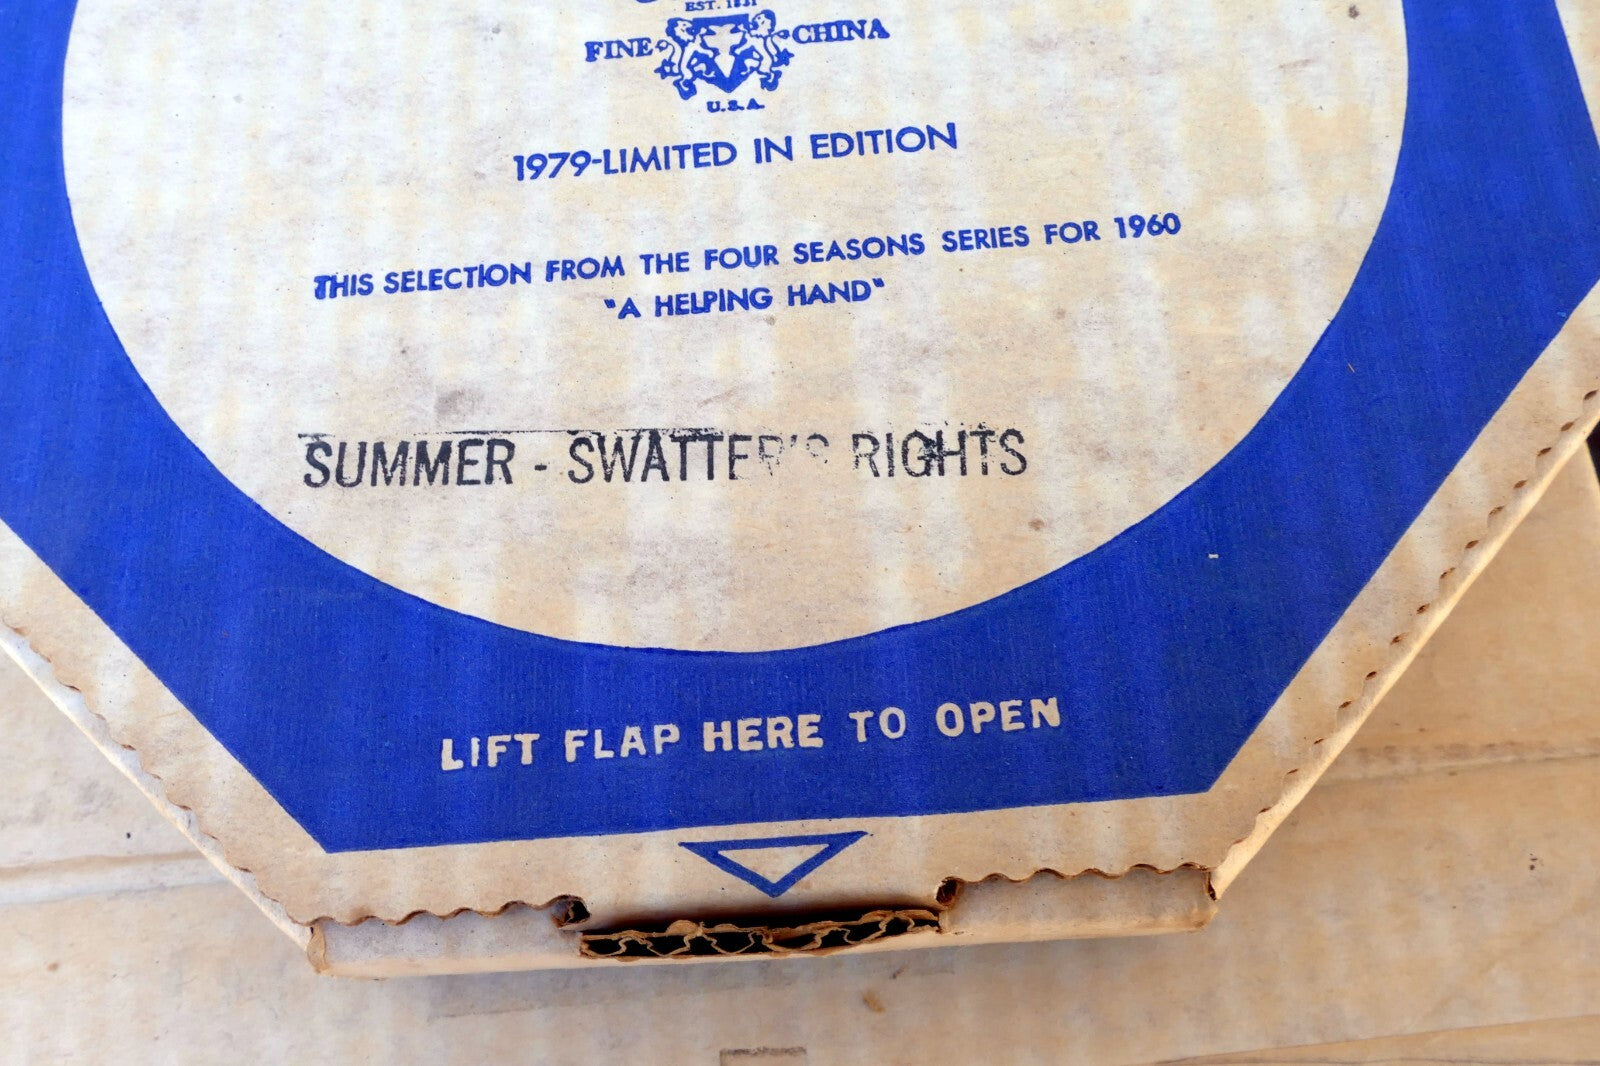 EST. 1831
FINE CHINA
U.S.A.
1979-LIMITED IN EDITION
THIS SELECTION FROM THE FOUR SEASONS SERIES FOR 1960
"A HELPING HAND"
SUMMER - SWATTER'S RIGHTS
LIFT FLAP HERE TO OPEN